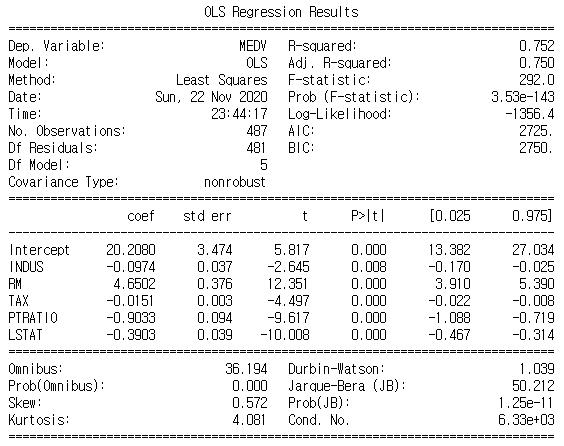 OLS Regression Results
==============================================================================
Dep. Variable: MEDV R-squared: 0.752
Model: OLS Adj. R-squared: 0.750
Method: Least Squares F-statistic: 292.0
Date: Sun, 22 Nov 2020 Prob (F-statistic): 3.53e-143
Time: 23:44:17 Log-Likelihood: -1356.4
No. Observations: 487 AIC: 2725.
Df Residuals: 481 BIC: 2750.
Df Model: 5
Covariance Type: nonrobust
==============================================================================
coef std err t P>|t| [0.025 0.975]
------------------------------------------------------------------------------
Intercept 20.2080 3.474 5.817 0.000 13.382 27.034
INDUS -0.0974 0.037 -2.645 0.008 -0.170 -0.025
RM 4.6502 0.376 12.351 0.000 3.910 5.390
TAX -0.0151 0.003 -4.497 0.000 -0.022 -0.008
PTRATIO -0.9033 0.094 -9.617 0.000 -1.088 -0.719
LSTAT -0.3903 0.039 -10.008 0.000 -0.467 -0.314
==============================================================================
Omnibus: 36.194 Durbin-Watson: 1.039
Prob(Omnibus): 0.000 Jarque-Bera (JB): 50.212
Skew: 0.572 Prob(JB): 1.25e-11
Kurtosis: 4.081 Cond. No. 6.33e+03
==============================================================================